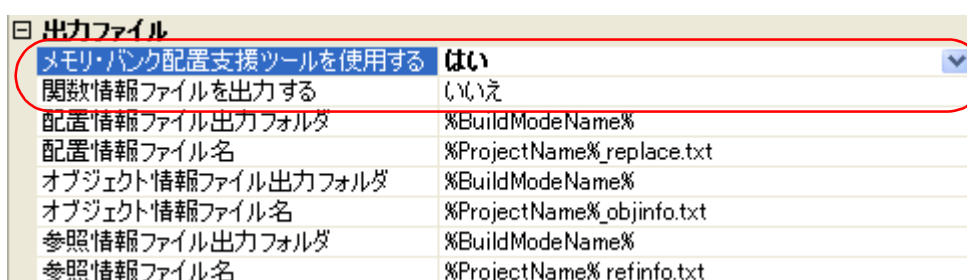 出力ファイル
メモリ・バンク配置支援ツールを使用する はい
関数情報ファイルを出力する いいえ
配置情報ファイル出力フォルダ %BuildModeName%
配置情報ファイル名 %ProjectName%_replace.txt
オブジェクト情報ファイル出力フォルダ %BuildModeName%
オブジェクト情報ファイル名 %ProjectName%_objinfo.txt
参照情報ファイル出力フォルダ %BuildModeName%
参照情報ファイル名 %ProjectName%_refinfo.txt